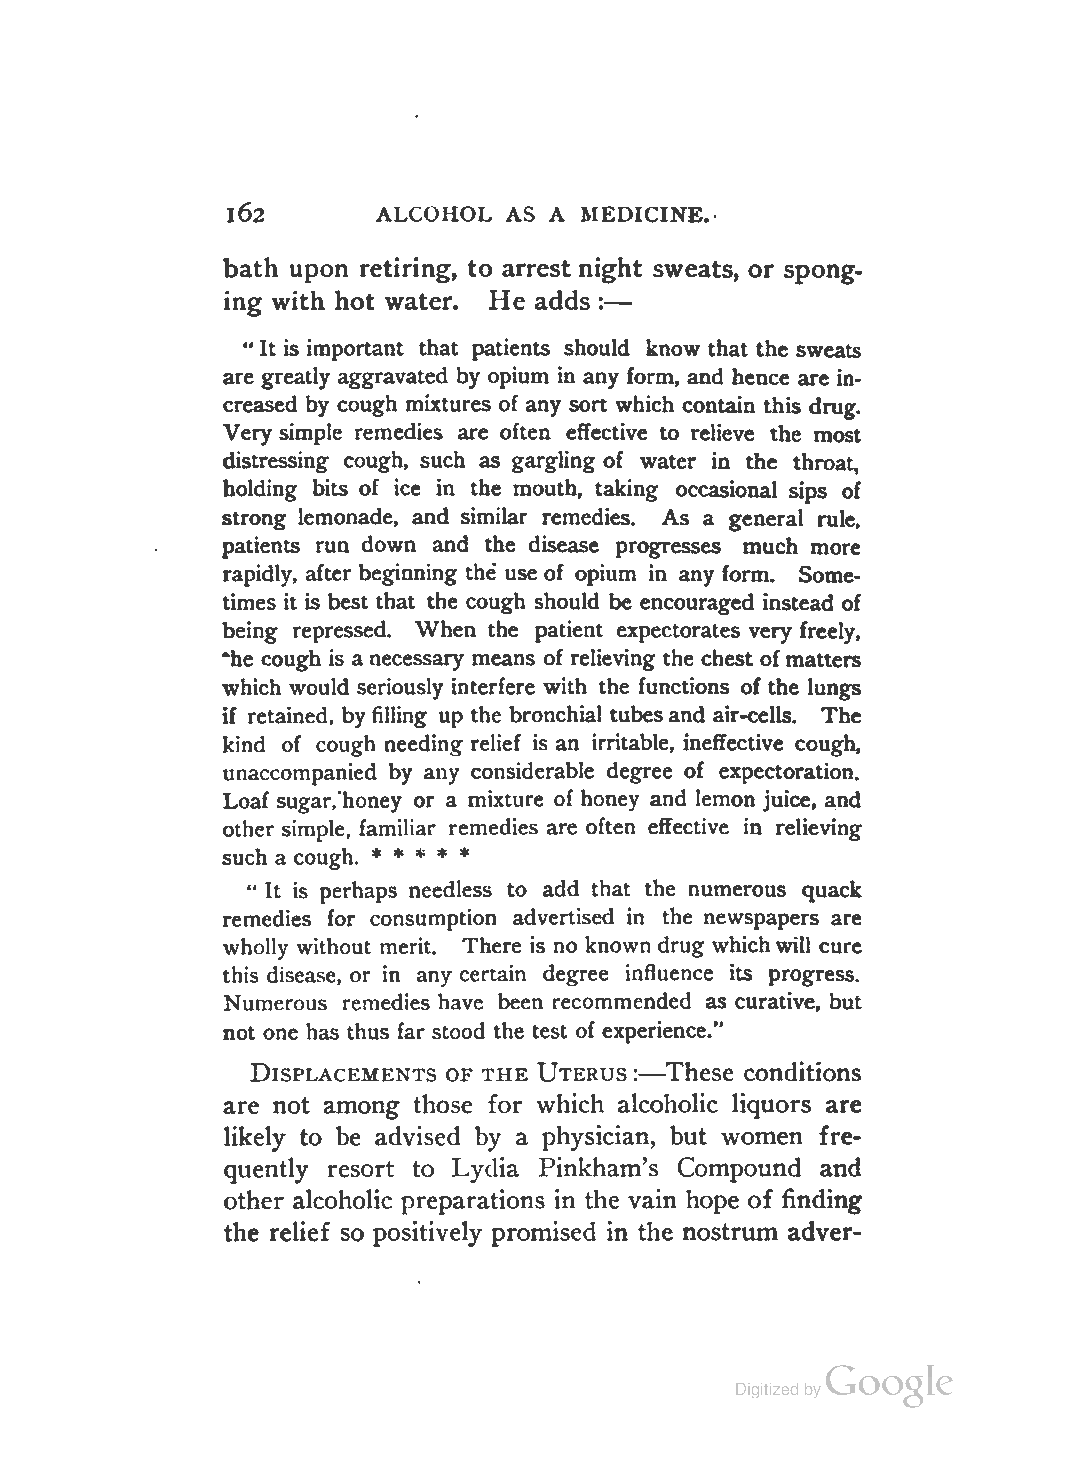 162 ALCOHOL AS A MEDICINE.
bath upon retiring, to arrest night sweats, or spong-
ing with hot water. He adds :—
"It is important that patients should know that the sweats
are greatly aggravated by opium in any form, and hence are in-
creased by cough mixtures of any sort which contain this drug.
Very simple remedies are often effective to relieve the most
distressing cough, such as gargling of water in the throat,
holding bits of ice in the mouth, taking occasional sips of
strong lemonade, and similar remedies. As a general rule,
patients run down and the disease progresses much more
rapidly, after beginning the use of opium in any form. Some-
times it is best that the cough should be encouraged instead of
being repressed. When the patient expectorates very freely,
he cough is a necessary means of relieving the chest of matters
which would seriously interfere with the functions of the lungs
if retained, by filling up the bronchial tubes and air-cells. The
kind of cough needing relief is an irritable, ineffective cough,
unaccompanied by any considerable degree of expectoration.
Loaf sugar, honey or a mixture of honey and lemon juice, and
other simple, familiar remedies are often effective in relieving
such a cough. * * * * *
"It is perhaps needless to add that the numerous quack
remedies for consumption advertised in the newspapers are
wholly without merit. There is no known drug which will cure
this disease, or in any certain degree influence its progress.
Numerous remedies have been recommended as curative, but
not one has thus far stood the test of experience."
DISPLACEMENTS OF THE UTERUS :—These conditions
are not among those for which alcoholic liquors are
likely to be advised by a physician, but women fre-
quently resort to Lydia Pinkham's Compound and
other alcoholic preparations in the vain hope of finding
the relief so positively promised in the nostrum adver-
Digitized by Google